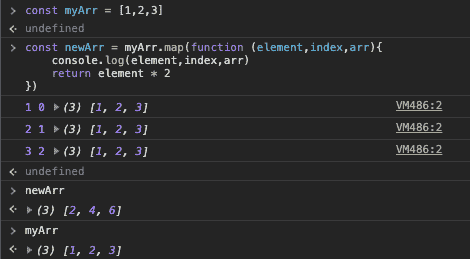 > const myArr = [1,2,3]
<· undefined
> const newArr = myArr.map(function (element,index,arr){
    console.log(element,index,arr)
    return element * 2
})
1 0 ▶(3) [1, 2, 3] VM486:2
2 1 ▶(3) [1, 2, 3] VM486:2
3 2 ▶(3) [1, 2, 3] VM486:2
<· undefined
> newArr
<· ▶(3) [2, 4, 6]
> myArr
<· ▶(3) [1, 2, 3]